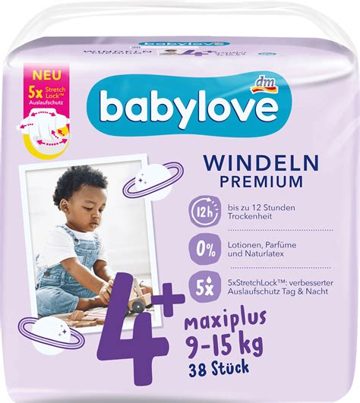 NEU
5x Stretch
Lock™
Auslaufschutz
dm
babylove
WINDELN
PREMIUM
12h
bis zu 12 Stunden
Trockenheit
0%
Lotionen, Parfüme
und Naturlatex
5x
5xStretchLock™: verbesserter
Auslaufschutz Tag & Nacht
4+
maxiplus
9-15 kg
38 Stück